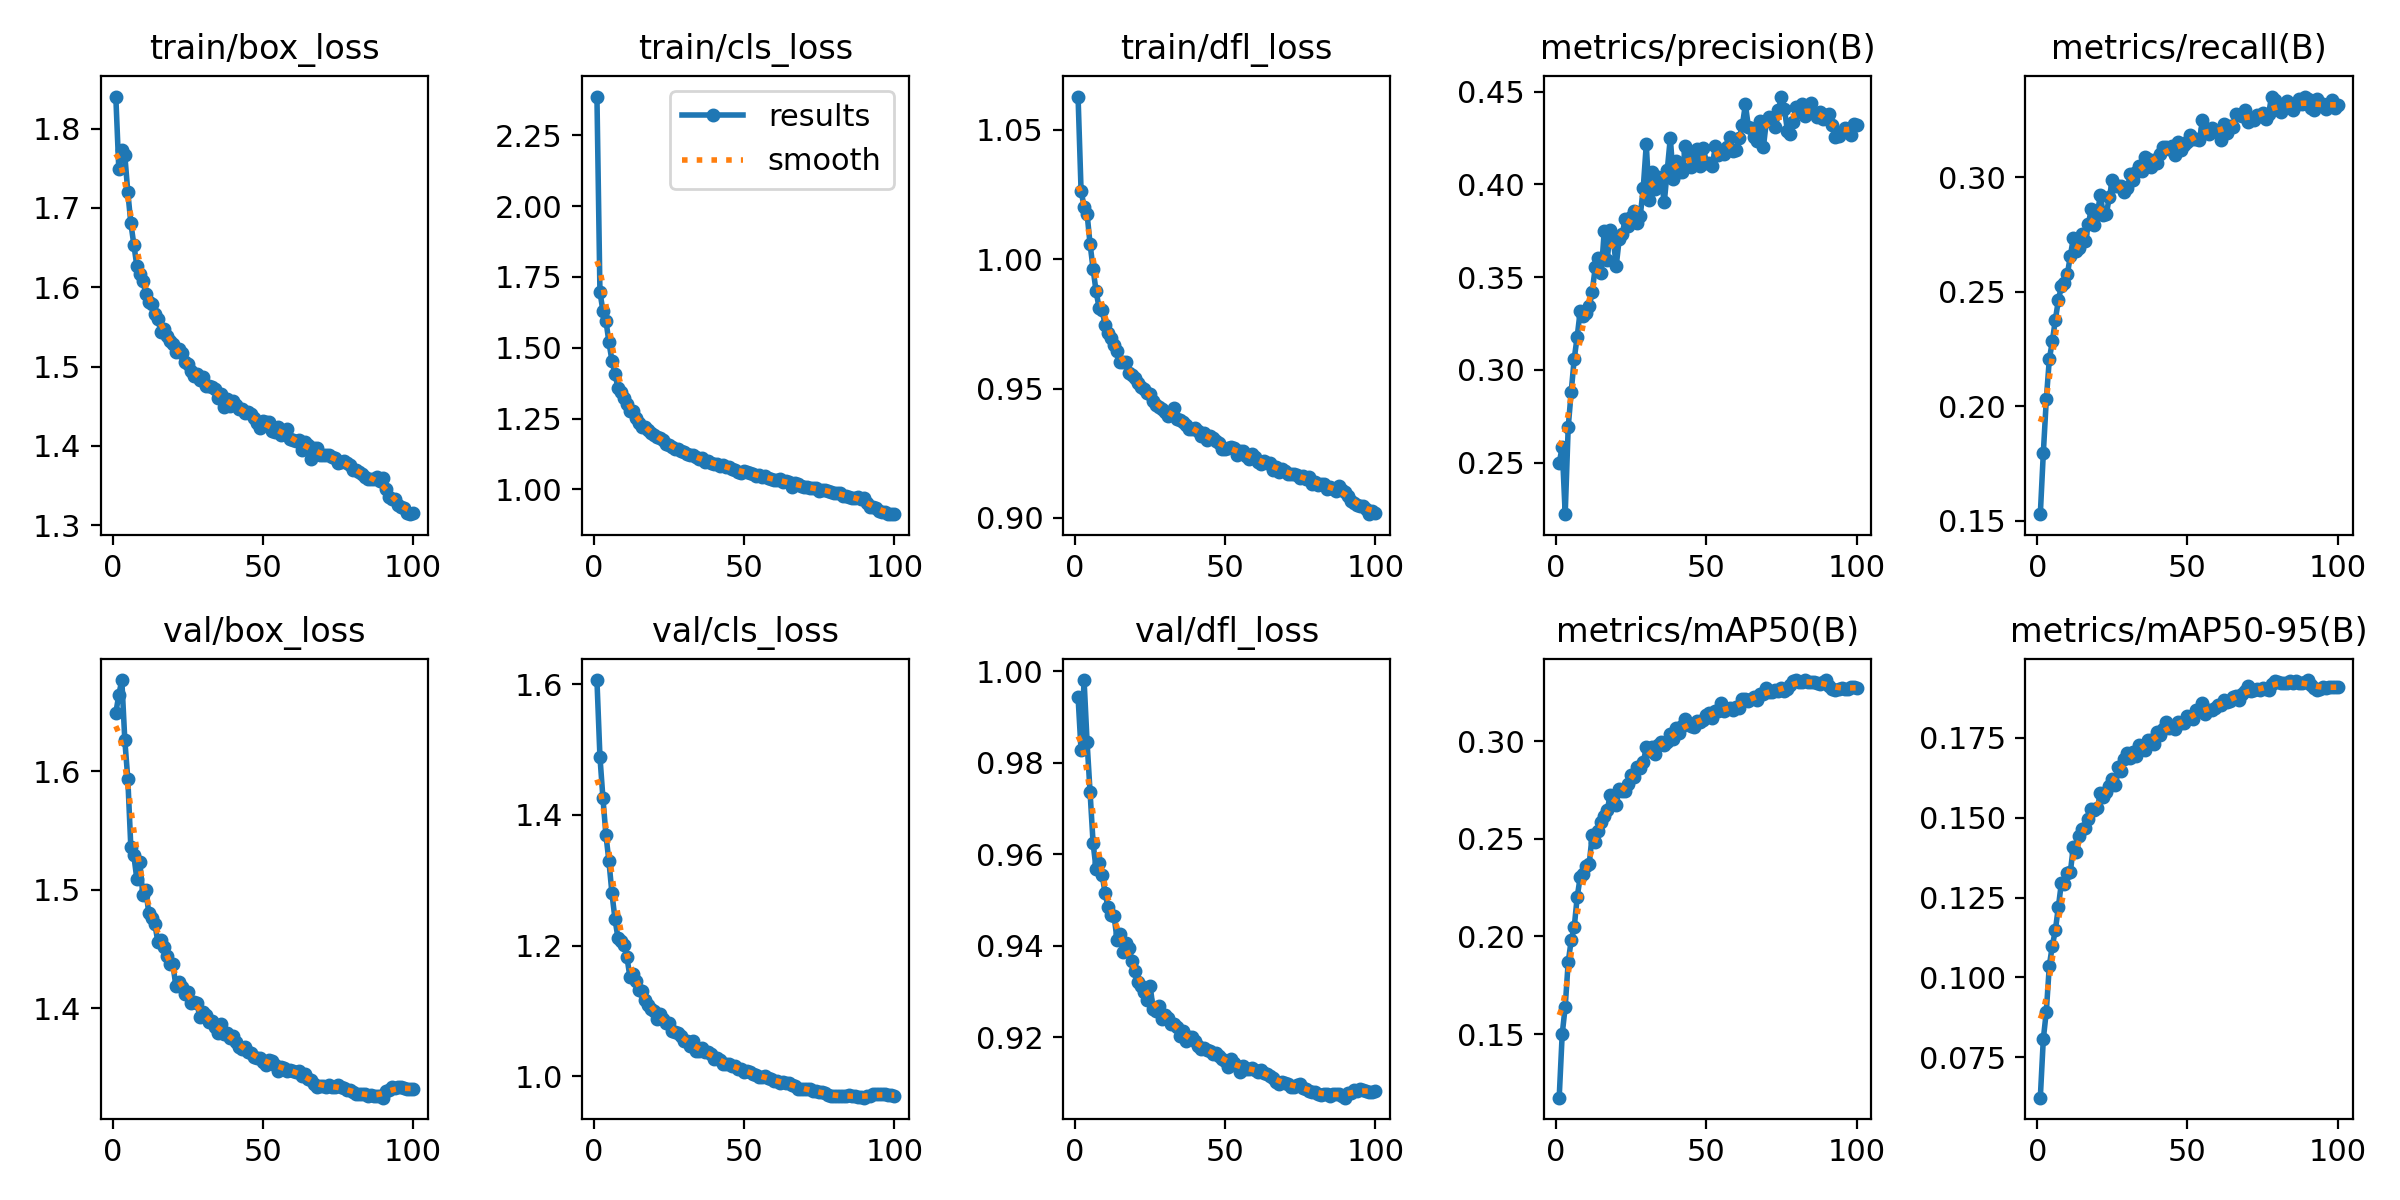 train/box_loss
1.8
1.7
1.6
1.5
1.4
1.3
0 50 100
train/cls_loss
results
smooth
2.25
2.00
1.75
1.50
1.25
1.00
0 50 100
train/dfl_loss
1.05
1.00
0.95
0.90
0 50 100
metrics/precision(B)
0.45
0.40
0.35
0.30
0.25
0 50 100
metrics/recall(B)
0.30
0.25
0.20
0.15
0 50 100
val/box_loss
1.6
1.5
1.4
0 50 100
val/cls_loss
1.6
1.4
1.2
1.0
0 50 100
val/dfl_loss
1.00
0.98
0.96
0.94
0.92
0 50 100
metrics/mAP50(B)
0.30
0.25
0.20
0.15
0 50 100
metrics/mAP50-95(B)
0.175
0.150
0.125
0.100
0.075
0 50 100